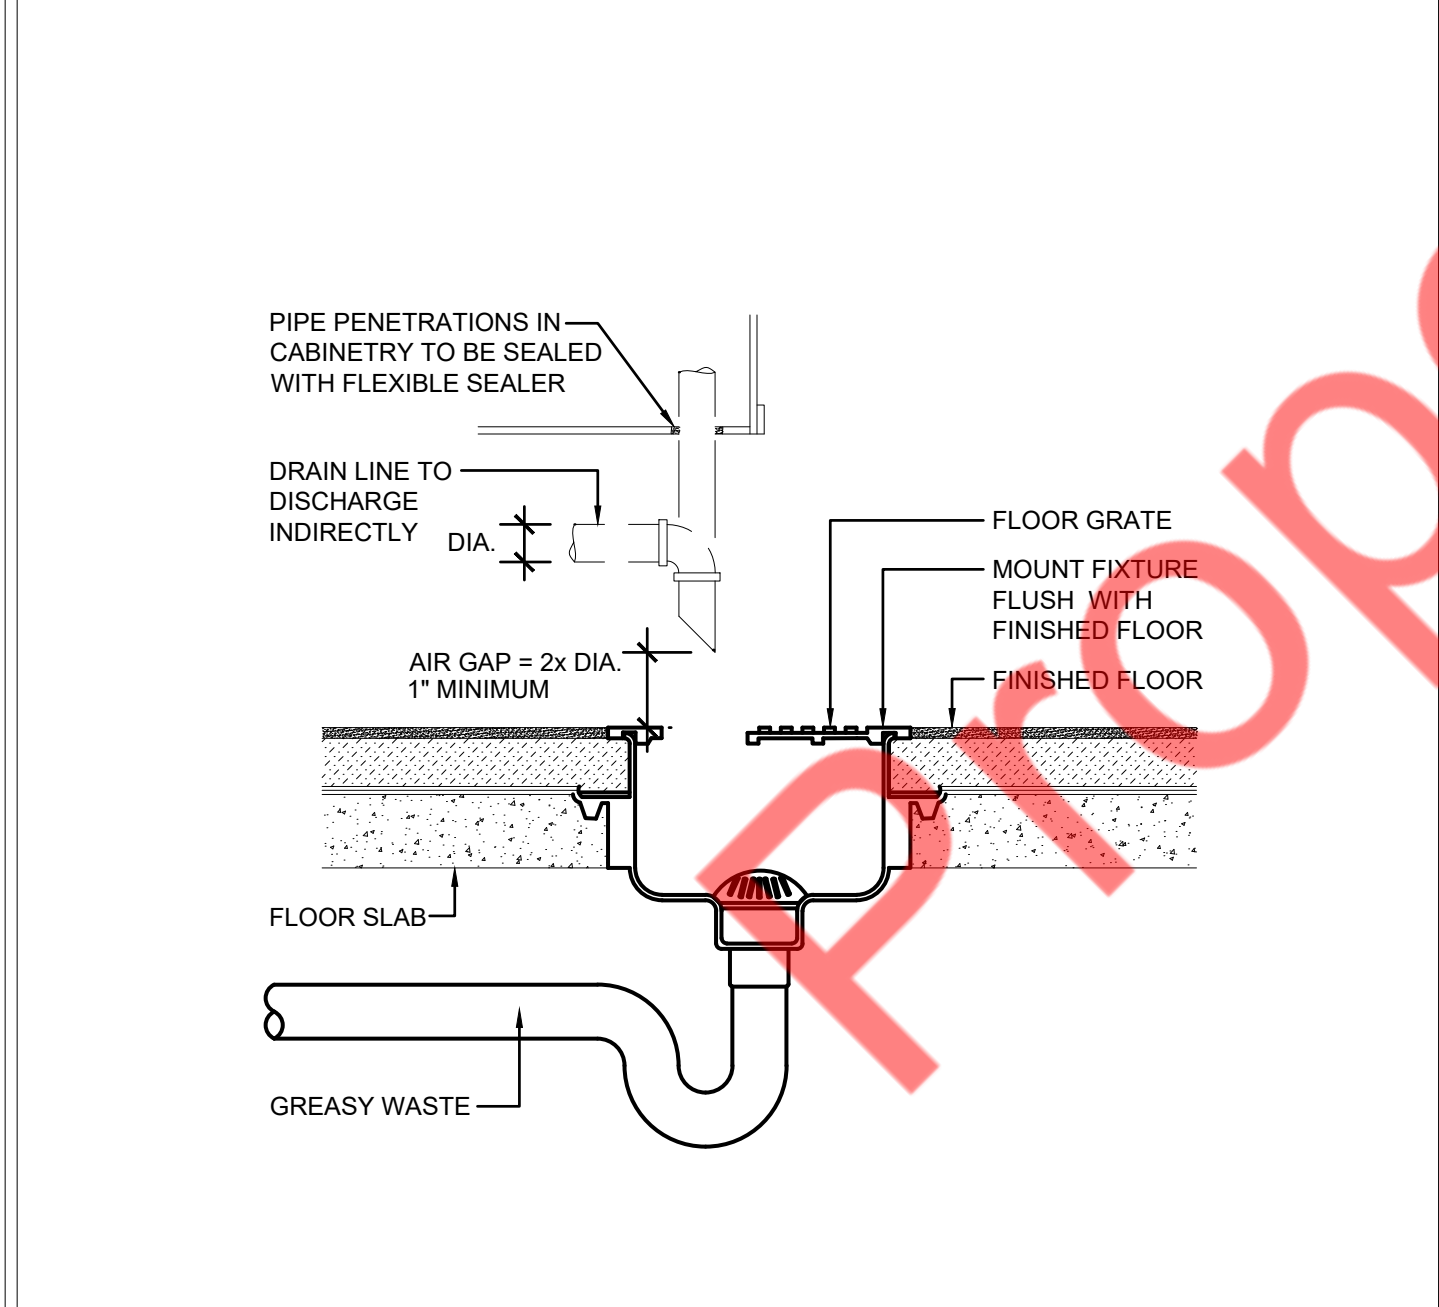 PIPE PENETRATIONS IN
CABINETRY TO BE SEALED
WITH FLEXIBLE SEALER
DRAIN LINE TO
DISCHARGE
INDIRECTLY
DIA.
AIR GAP = 2x DIA.
1" MINIMUM
FLOOR GRATE
MOUNT FIXTURE
FLUSH WITH
FINISHED FLOOR
FINISHED FLOOR
FLOOR SLAB
GREASY WASTE
Prop